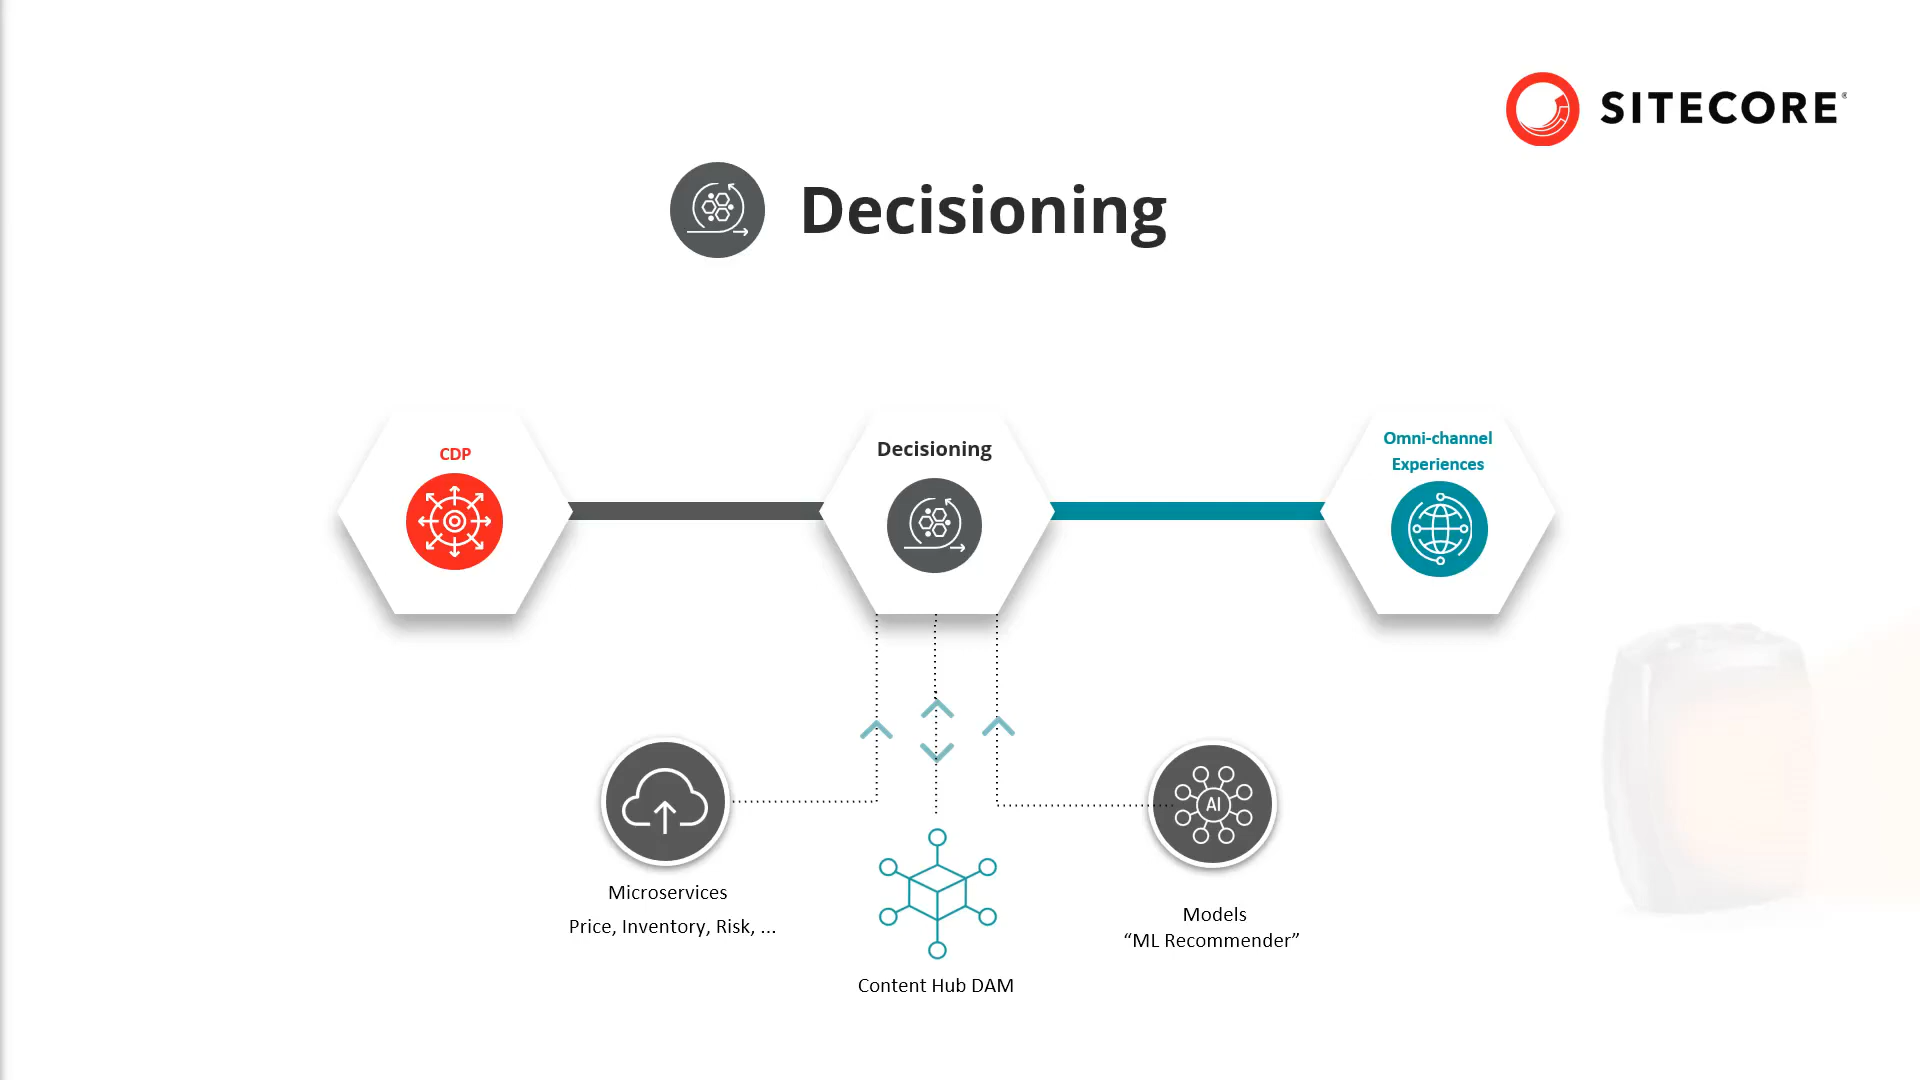 SITECORE
Decisioning
CDP
Decisioning
Omni-channel
Experiences
AI
Microservices
Price, Inventory, Risk, ...
Models
“ML Recommender”
Content Hub DAM